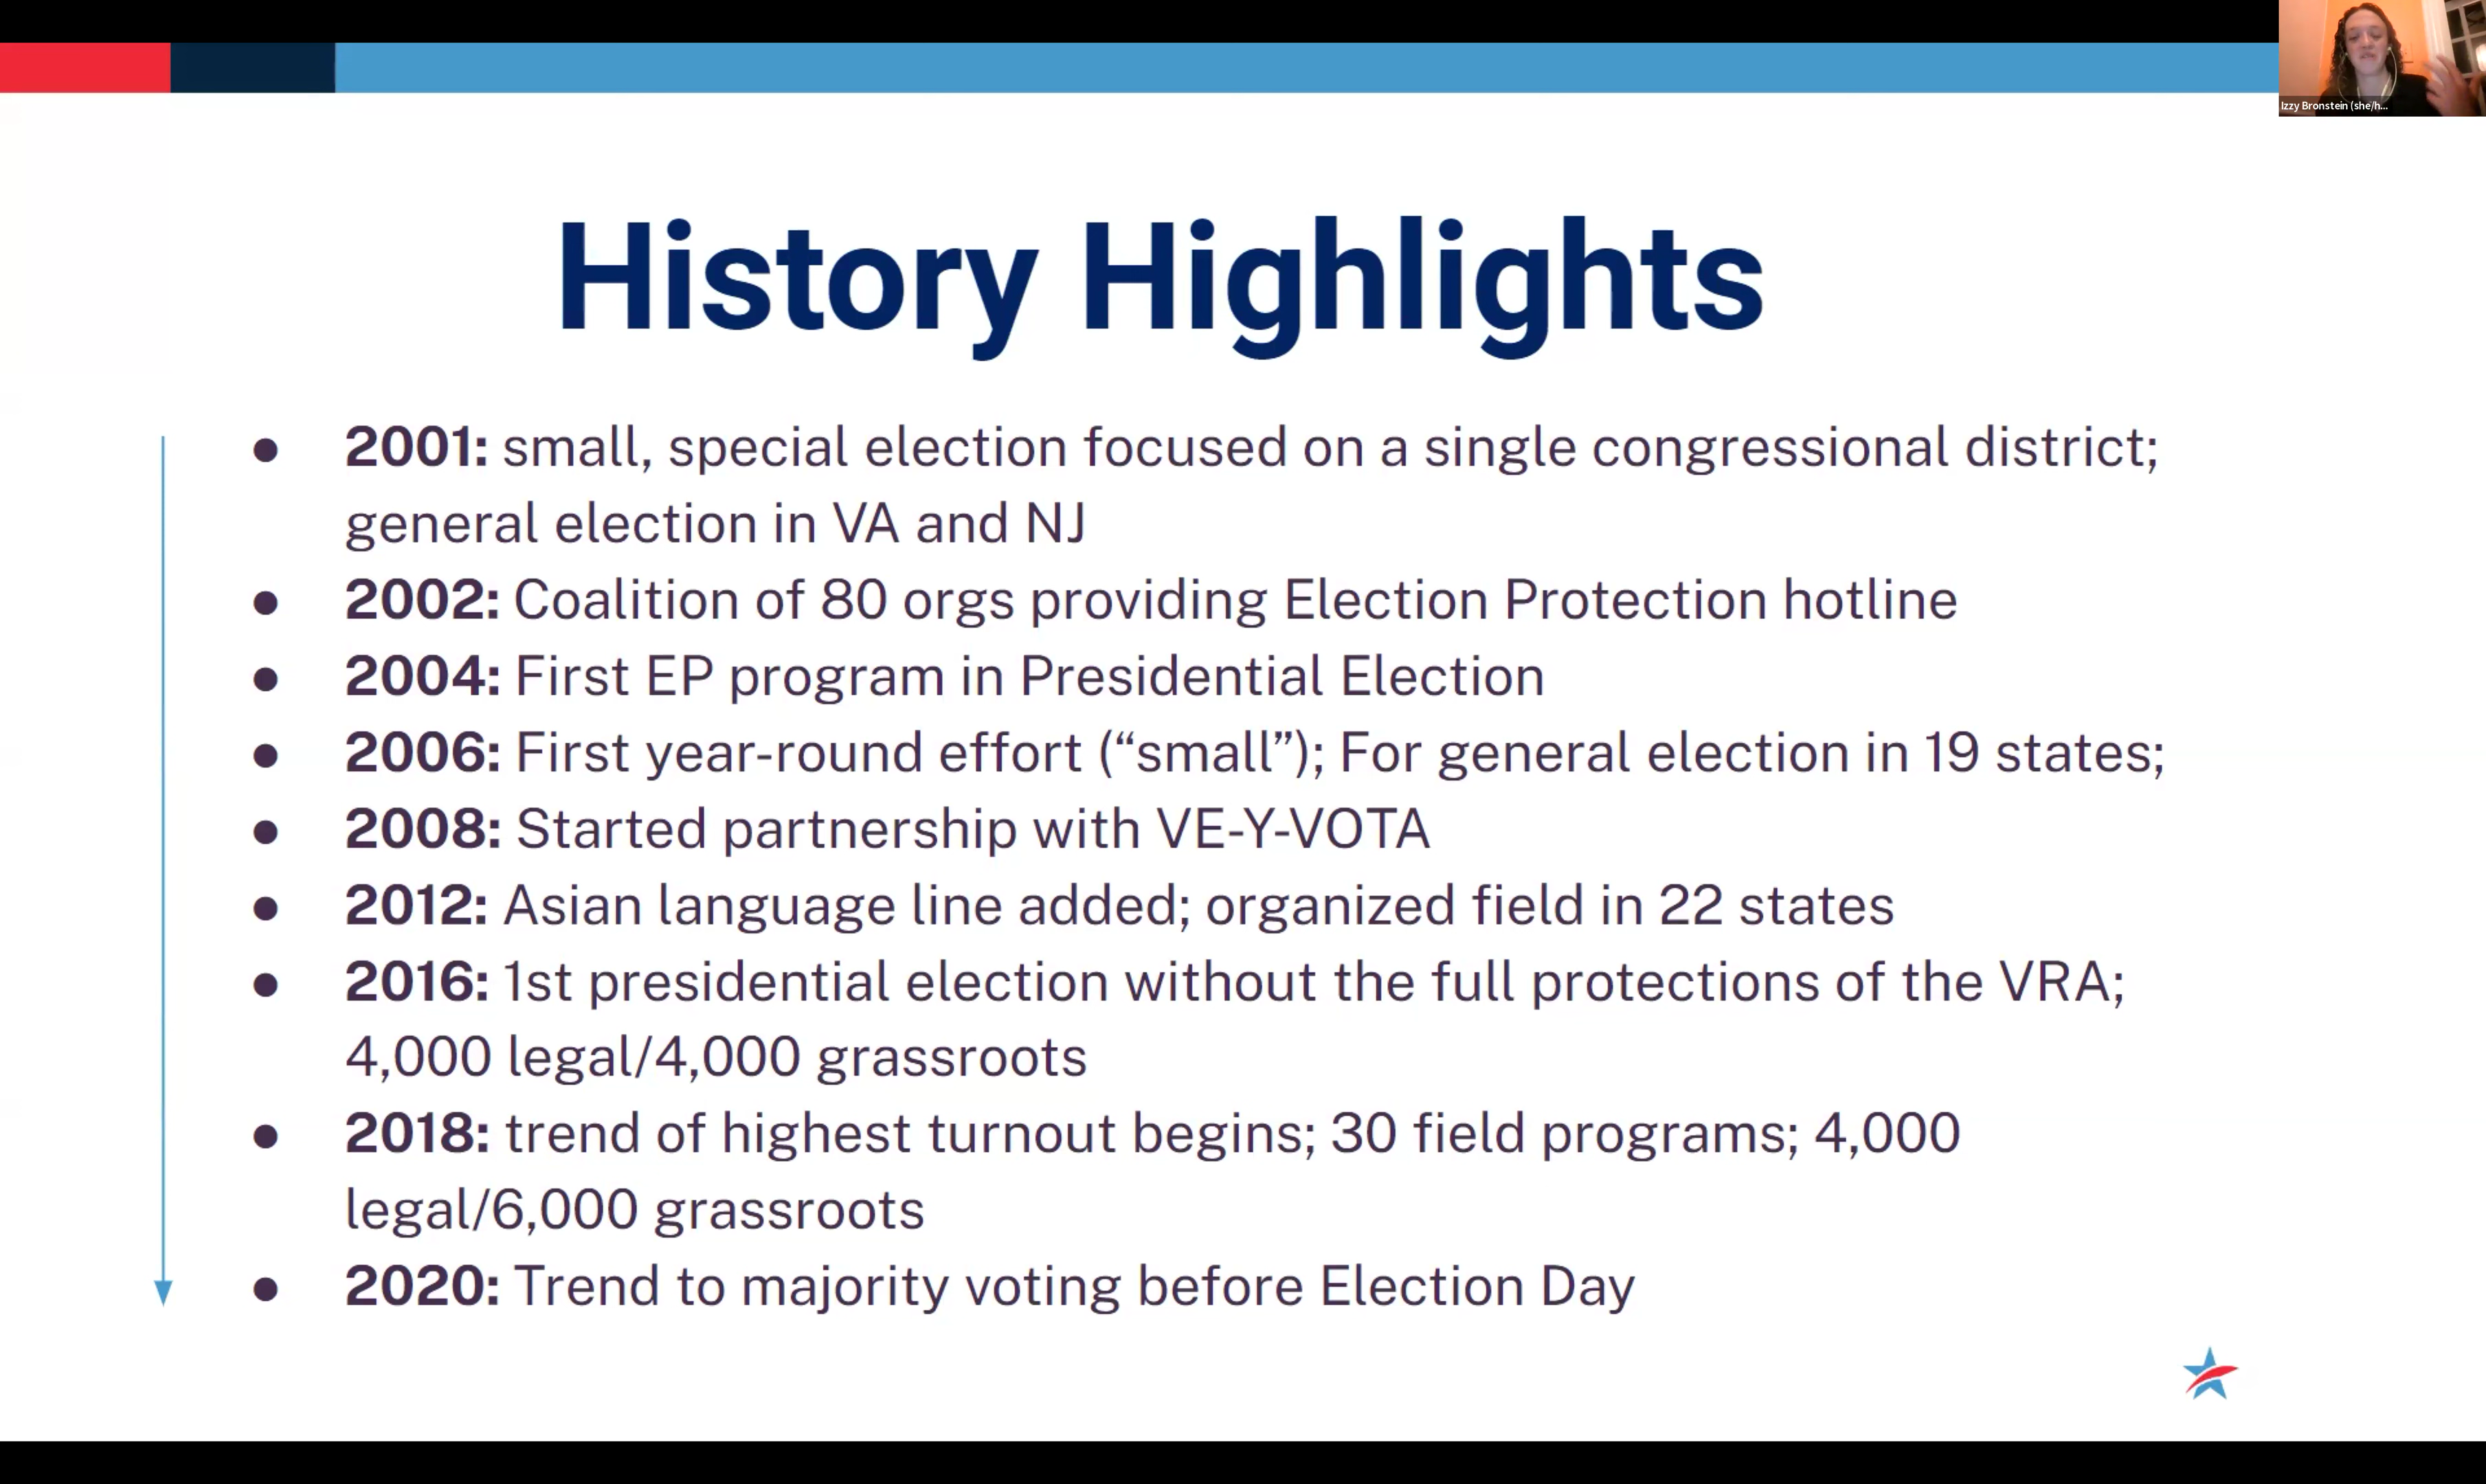 Izzy Bronstein (she/h...
History Highlights
● 2001: small, special election focused on a single congressional district;
general election in VA and NJ
● 2002: Coalition of 80 orgs providing Election Protection hotline
● 2004: First EP program in Presidential Election
● 2006: First year-round effort (“small”); For general election in 19 states;
● 2008: Started partnership with VE-Y-VOTA
● 2012: Asian language line added; organized field in 22 states
● 2016: 1st presidential election without the full protections of the VRA;
4,000 legal/4,000 grassroots
● 2018: trend of highest turnout begins; 30 field programs; 4,000
legal/6,000 grassroots
● 2020: Trend to majority voting before Election Day